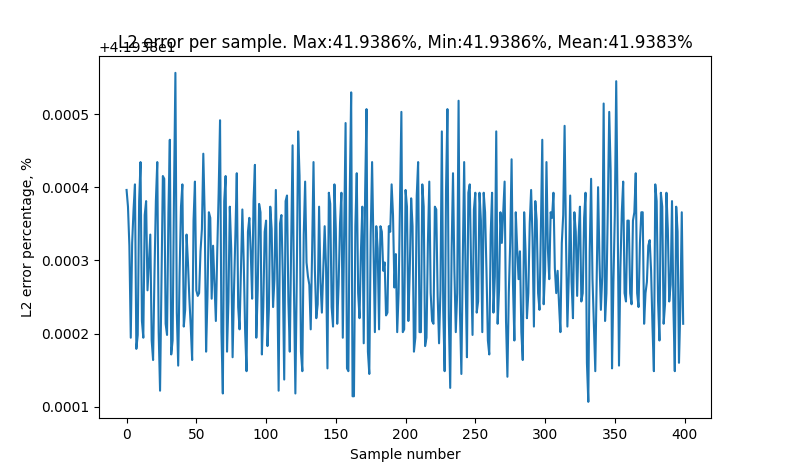 L2 error per sample. Max:41.9386%, Min:41.9386%, Mean:41.9383%
+4.1938e1
0.0005
0.0004
0.0003
0.0002
0.0001
L2 error percentage, %
0 50 100 150 200 250 300 350 400
Sample number